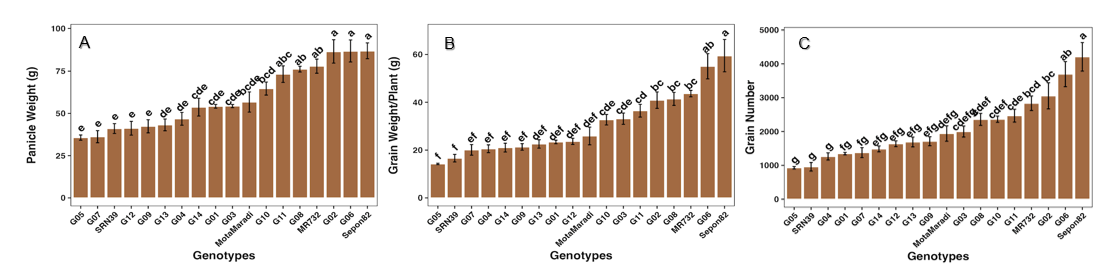 A
Panicle Weight (g)
100
75
50
25
0
e e e e e de de cde cde cde bcde bcd abc ab ab a a a
G05 G07 SRN39 G12 G09 G13 G04 G14 G01 G03 MotaMaradi G10 G11 G08 MR732 G02 G06 Sepon82
Genotypes
B
Grain Weight/Plant (g)
60
40
20
0
f ef ef ef ef ef def def def def cde cde cd bc bc bc ab a
G05 SRN39 G07 G04 G14 G09 G13 G01 G12 MotaMaradi G10 G03 G11 G02 G08 MR732 G06 Sepon82
Genotypes
C
Grain Number
5000
4000
3000
2000
1000
0
g g g fg fg efg efg efg efg defg cdefg cdef cdef cde bcd bc ab a
G05 SRN39 G04 G01 G07 G14 G12 G13 G09 MotaMaradi G03 G08 G10 G11 MR732 G02 G06 Sepon82
Genotypes